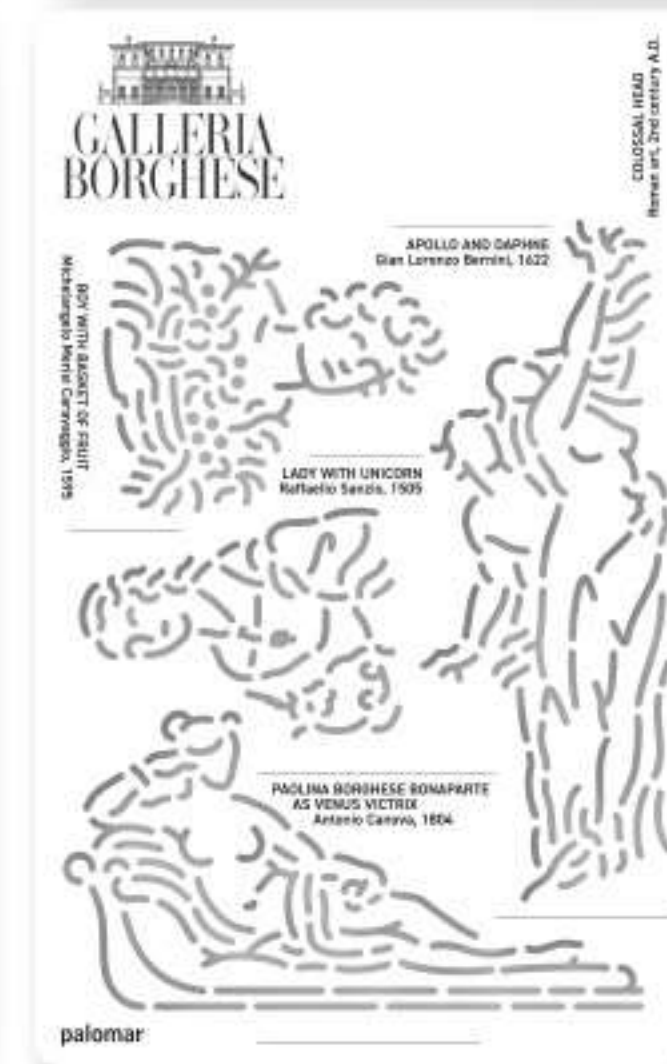 GALLERIA
BORGHESE
COLOSSAL HEAD
Roman art, 2nd century A.D.
APOLLO AND DAPHNE
Gian Lorenzo Bernini, 1622
BOY WITH BASKET OF FRUIT
Michelangelo Merisi Caravaggio, 1595
LADY WITH UNICORN
Raffaello Sanzio, 1505
PAOLINA BORGHESE BONAPARTE
AS VENUS VICTRIX
Antonio Canova, 1804
palomar